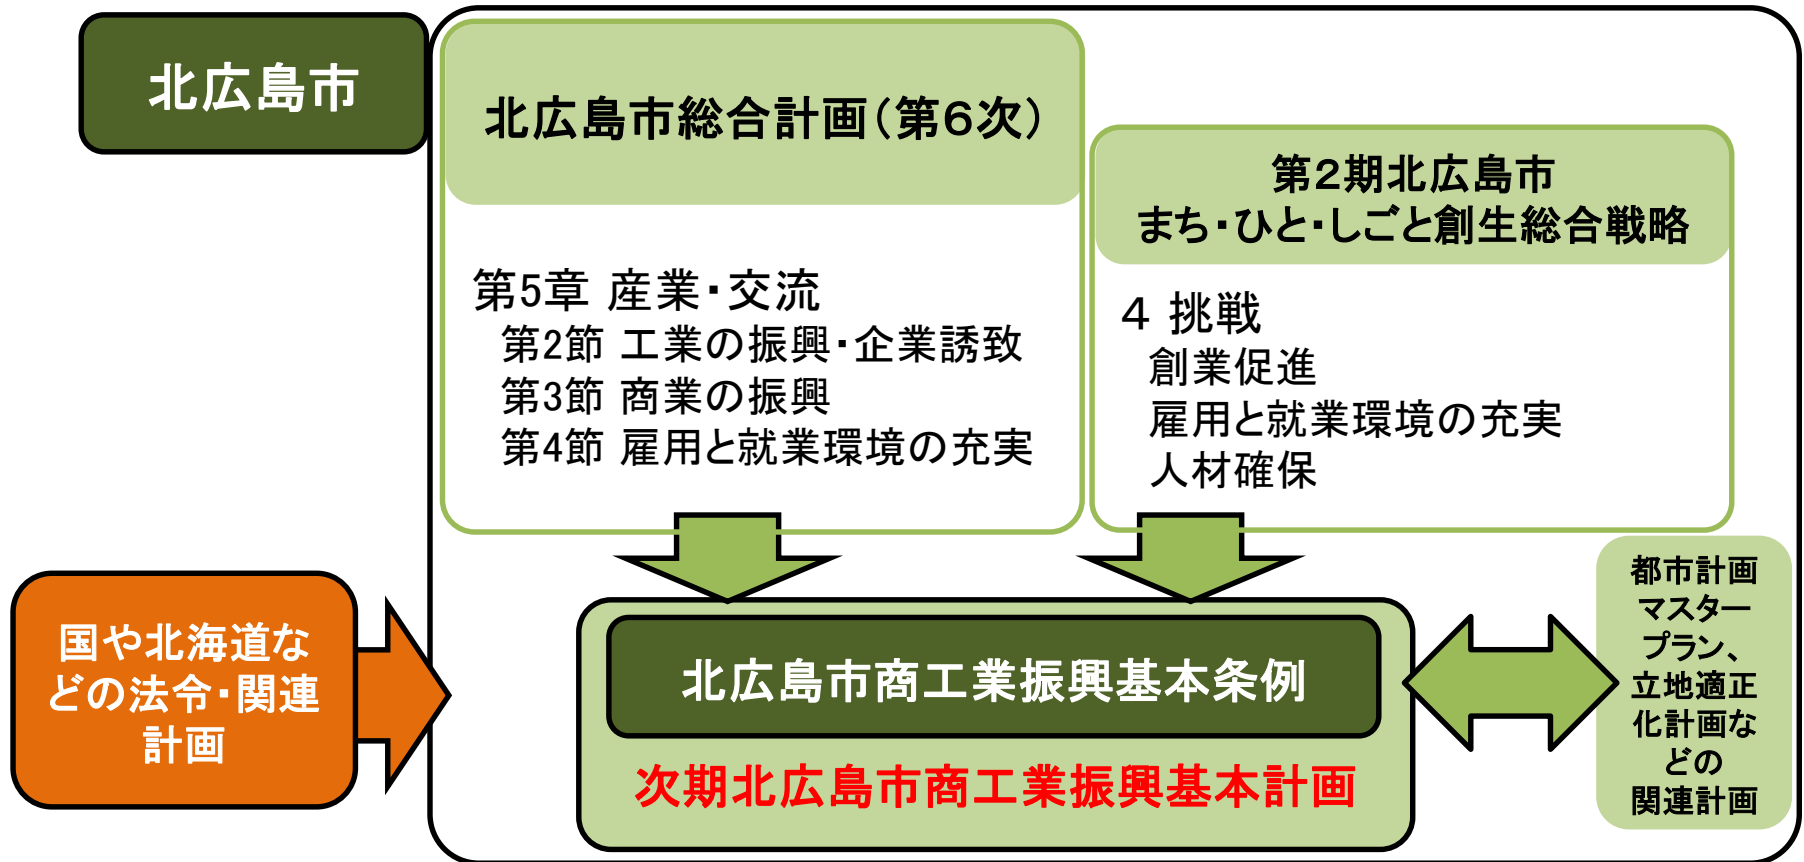 北広島市
北広島市総合計画（第６次）
第5章 産業・交流
第2節 工業の振興・企業誘致
第3節 商業の振興
第4節 雇用と就業環境の充実
第２期北広島市
まち・ひと・しごと創生総合戦略
４ 挑戦
創業促進
雇用と就業環境の充実
人材確保
国や北海道な
どの法令・関連
計画
北広島市商工業振興基本条例
次期北広島市商工業振興基本計画
都市計画
マスター
プラン、
立地適正
化計画な
どの
関連計画